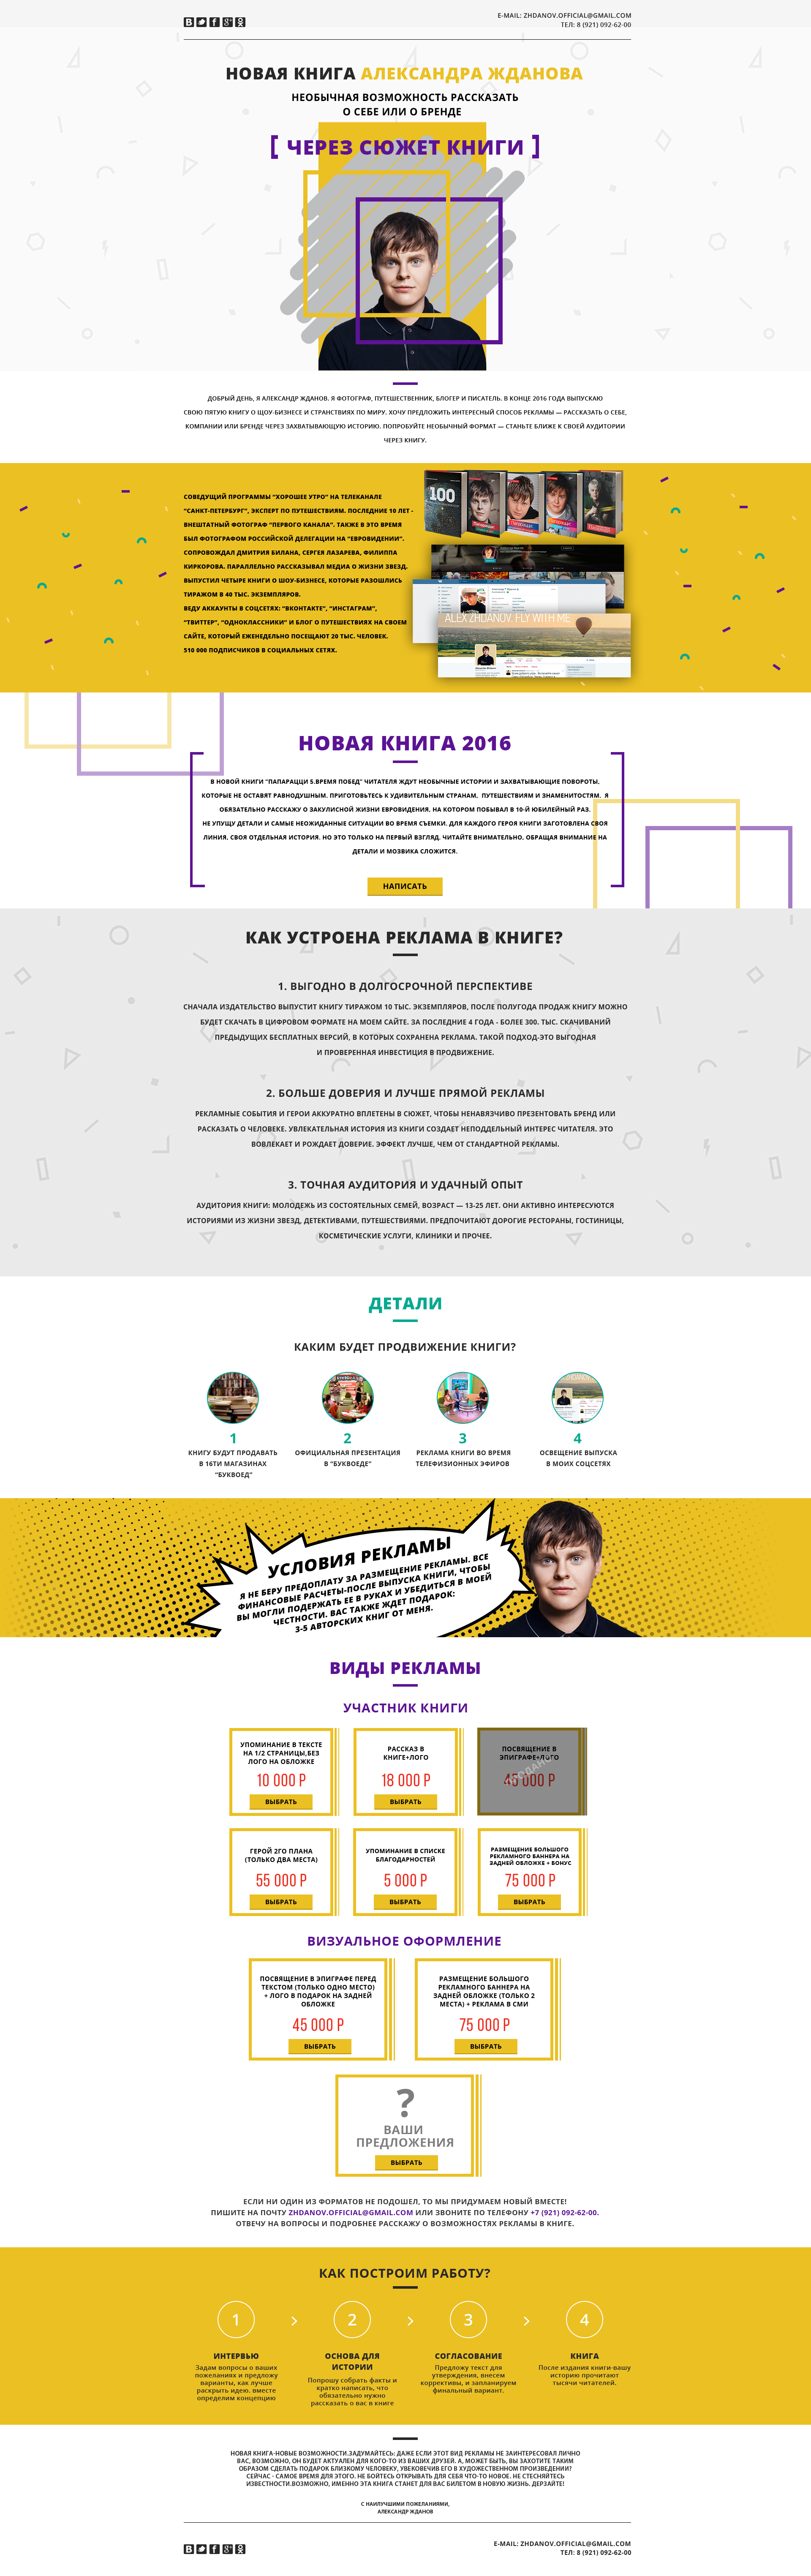 E-MAIL: ZHDANOV.OFFICIAL@GMAIL.COM
ТЕЛ: 8 (921) 092-62-00
НОВАЯ КНИГА АЛЕКСАНДРА ЖДАНОВА
НЕОБЫЧНАЯ ВОЗМОЖНОСТЬ РАССКАЗАТЬ
О СЕБЕ ИЛИ О БРЕНДЕ
[ ЧЕРЕЗ СЮЖЕТ КНИГИ ]
ДОБРЫЙ ДЕНЬ, Я АЛЕКСАНДР ЖДАНОВ. Я ФОТОГРАФ, ПУТЕШЕСТВЕННИК, БЛОГЕР И ПИСАТЕЛЬ. В КОНЦЕ 2016 ГОДА ВЫПУСКАЮ
СВОЮ ПЯТУЮ КНИГУ О ЩОУ-БИЗНЕСЕ И СТРАНСТВИЯХ ПО МИРУ. ХОЧУ ПРЕДЛОЖИТЬ ИНТЕРЕСНЫЙ СПОСОБ РЕКЛАМЫ — РАССКАЗАТЬ О СЕБЕ,
КОМПАНИИ ИЛИ БРЕНДЕ ЧЕРЕЗ ЗАХВАТЫВАЮЩУЮ ИСТОРИЮ. ПОПРОБУЙТЕ НЕОБЫЧНЫЙ ФОРМАТ — СТАНЬТЕ БЛИЖЕ К СВОЕЙ АУДИТОРИИ
ЧЕРЕЗ КНИГУ.
СОВЕДУЩИЙ ПРОГРАММЫ "ХОРОШЕЕ УТРО" НА ТЕЛЕКАНАЛЕ
"САНКТ-ПЕТЕРБУРГ", ЭКСПЕРТ ПО ПУТЕШЕСТВИЯМ. ПОСЛЕДНИЕ 10 ЛЕТ -
ВНЕШТАТНЫЙ ФОТОГРАФ "ПЕРВОГО КАНАЛА". ТАКЖЕ В ЭТО ВРЕМЯ
БЫЛ ФОТОГРАФОМ РОССИЙСКОЙ ДЕЛЕГАЦИИ НА "ЕВРОВИДЕНИИ".
СОПРОВОЖДАЛ ДМИТРИЯ БИЛАНА, СЕРГЕЯ ЛАЗАРЕВА, ФИЛИППА
КИРКОРОВА. ПАРАЛЛЕЛЬНО РАССКАЗЫВАЛ МЕДИА О ЖИЗНИ ЗВЕЗД.
ВЫПУСТИЛ ЧЕТЫРЕ КНИГИ О ШОУ-БИЗНЕСЕ, КОТОРЫЕ РАЗОШЛИСЬ
ТИРАЖОМ В 40 ТЫС. ЭКЗЕМПЛЯРОВ.
ВЕДУ АККАУНТЫ В СОЦСЕТЯХ: "ВКОНТАКТЕ", "ИНСТАГРАМ",
"ТВИТТЕР", "ОДНОКЛАССНИКИ" И БЛОГ О ПУТЕШЕСТВИЯХ НА СВОЕМ
САЙТЕ, КОТОРЫЙ ЕЖЕНЕДЕЛЬНО ПОСЕЩАЮТ 20 ТЫС. ЧЕЛОВЕК.
510 000 ПОДПИСЧИКОВ В СОЦИАЛЬНЫХ СЕТЯХ.
100
ALEX ZHDANOV. FLY WITH ME
НОВАЯ КНИГА 2016
В НОВОЙ КНИГИ "ПАПАРАЦЦИ 5.ВРЕМЯ ПОБЕД" ЧИТАТЕЛЯ ЖДУТ НЕОБЫЧНЫЕ ИСТОРИИ И ЗАХВАТЫВАЮЩИЕ ПОВОРОТЫ,
КОТОРЫЕ НЕ ОСТАВЯТ РАВНОДУШНЫМ. ПРИГОТОВЬТЕСЬ К УДИВИТЕЛЬНЫМ СТРАНАМ, ПУТЕШЕСТВИЯМ И ЗНАМЕНИТОСТЯМ. Я
ОБЯЗАТЕЛЬНО РАССКАЖУ О ЗАКУЛИСНОЙ ЖИЗНИ ЕВРОВИДЕНИЯ, НА КОТОРОМ ПОБЫВАЛ В 10-Й ЮБИЛЕЙНЫЙ РАЗ.
НЕ УПУЩУ ДЕТАЛИ И САМЫЕ НЕОЖИДАННЫЕ СИТУАЦИИ ВО ВРЕМЯ СЪЕМКИ. ДЛЯ КАЖДОГО ГЕРОЯ КНИГИ ЗАГОТОВЛЕНА СВОЯ
ЛИНИЯ, СВОЯ ОТДЕЛЬНАЯ ИСТОРИЯ. НО ЭТО ТОЛЬКО НА ПЕРВЫЙ ВЗГЛЯД. ЧИТАЙТЕ ВНИМАТЕЛЬНО, ОБРАЩАЯ ВНИМАНИЕ НА
ДЕТАЛИ И МОЗВИКА СЛОЖИТСЯ.
НАПИСАТЬ
КАК УСТРОЕНА РЕКЛАМА В КНИГЕ?
1. ВЫГОДНО В ДОЛГОСРОЧНОЙ ПЕРСПЕКТИВЕ
СНАЧАЛА ИЗДАТЕЛЬСТВО ВЫПУСТИТ КНИГУ ТИРАЖОМ 10 ТЫС. ЭКЗЕМПЛЯРОВ, ПОСЛЕ ПОЛУГОДА ПРОДАЖ КНИГУ МОЖНО
БУДЕТ СКАЧАТЬ В ЦИФРОВОМ ФОРМАТЕ НА МОЕМ САЙТЕ. ЗА ПОСЛЕДНИЕ 4 ГОДА - БОЛЕЕ 300. ТЫС. СКАЧИВАНИЙ
ПРЕДЫДУЩИХ БЕСПЛАТНЫХ ВЕРСИЙ, В КОТОРЫХ СОХРАНЕНА РЕКЛАМА. ТАКОЙ ПОДХОД-ЭТО ВЫГОДНАЯ
И ПРОВЕРЕННАЯ ИНВЕСТИЦИЯ В ПРОДВИЖЕНИЕ.
2. БОЛЬШЕ ДОВЕРИЯ И ЛУЧШЕ ПРЯМОЙ РЕКЛАМЫ
РЕКЛАМНЫЕ СОБЫТИЯ И ГЕРОИ АККУРАТНО ВПЛЕТЕНЫ В СЮЖЕТ, ЧТОБЫ НЕНАВЯЗЧИВО ПРЕЗЕНТОВАТЬ БРЕНД ИЛИ
РАСКАЗАТЬ О ЧЕЛОВЕКЕ. УВЛЕКАТЕЛЬНАЯ ИСТОРИЯ ИЗ КНИГИ СОЗДАЕТ НЕПОДДЕЛЬНЫЙ ИНТЕРЕС ЧИТАТЕЛЯ. ЭТО
ВОВЛЕКАЕТ И РОЖДАЕТ ДОВЕРИЕ. ЭФФЕКТ ЛУЧШЕ, ЧЕМ ОТ СТАНДАРТНОЙ РЕКЛАМЫ.
3. ТОЧНАЯ АУДИТОРИЯ И УДАЧНЫЙ ОПЫТ
АУДИТОРИЯ КНИГИ: МОЛОДЕЖЬ ИЗ СОСТОЯТЕЛЬНЫХ СЕМЕЙ, ВОЗРАСТ — 13-25 ЛЕТ. ОНИ АКТИВНО ИНТЕРЕСУЮТСЯ
ИСТОРИЯМИ ИЗ ЖИЗНИ ЗВЕЗД, ДЕТЕКТИВАМИ, ПУТЕШЕСТВИЯМИ. ПРЕДПОЧИТАЮТ ДОРОГИЕ РЕСТОРАНЫ, ГОСТИНИЦЫ,
КОСМЕТИЧЕСКИЕ УСЛУГИ, КЛИНИКИ И ПРОЧЕЕ.
ДЕТАЛИ
КАКИМ БУДЕТ ПРОДВИЖЕНИЕ КНИГИ?
1
КНИГУ БУДУТ ПРОДАВАТЬ
В 16ТИ МАГАЗИНАХ
"БУКВОЕД"
2
ОФИЦИАЛЬНАЯ ПРЕЗЕНТАЦИЯ
В "БУКВОЕДЕ"
3
РЕКЛАМА КНИГИ ВО ВРЕМЯ
ТЕЛЕФИЗИОННЫХ ЭФИРОВ
4
ОСВЕЩЕНИЕ ВЫПУСКА
В МОИХ СОЦСЕТЯХ
УСЛОВИЯ РЕКЛАМЫ
Я НЕ БЕРУ ПРЕДОПЛАТУ ЗА РАЗМЕЩЕНИЕ РЕКЛАМЫ. ВСЕ
ФИНАНСОВЫЕ РАСЧЕТЫ-ПОСЛЕ ВЫПУСКА КНИГИ, ЧТОБЫ
ВЫ МОГЛИ ПОДЕРЖАТЬ ЕЕ В РУКАХ И УБЕДИТЬСЯ В МОЕЙ
ЧЕСТНОСТИ. ВАС ТАКЖЕ ЖДЕТ ПОДАРОК:
3-5 АВТОРСКИХ КНИГ ОТ МЕНЯ.
ВИДЫ РЕКЛАМЫ
УЧАСТНИК КНИГИ
УПОМИНАНИЕ В ТЕКСТЕ
НА 1/2 СТРАНИЦЫ,БЕЗ
ЛОГО НА ОБЛОЖКЕ
10 000 Р
ВЫБРАТЬ
РАССКАЗ В
КНИГЕ+ЛОГО
18 000 Р
ВЫБРАТЬ
ПОСВЯЩЕНИЕ В
ЭПИГРАФЕ+ЛОГО
45 000 Р
ПРОДАНО
ГЕРОЙ 2ГО ПЛАНА
(ТОЛЬКО ДВА МЕСТА)
55 000 Р
ВЫБРАТЬ
УПОМИНАНИЕ В СПИСКЕ
БЛАГОДАРНОСТЕЙ
5 000 Р
ВЫБРАТЬ
РАЗМЕЩЕНИЕ БОЛЬШОГО
РЕКЛАМНОГО БАННЕРА НА
ЗАДНЕЙ ОБЛОЖКЕ + БОНУС
75 000 Р
ВЫБРАТЬ
ВИЗУАЛЬНОЕ ОФОРМЛЕНИЕ
ПОСВЯЩЕНИЕ В ЭПИГРАФЕ ПЕРЕД
ТЕКСТОМ (ТОЛЬКО ОДНО МЕСТО)
+ ЛОГО В ПОДАРОК НА ЗАДНЕЙ
ОБЛОЖКЕ
45 000 Р
ВЫБРАТЬ
РАЗМЕЩЕНИЕ БОЛЬШОГО
РЕКЛАМНОГО БАННЕРА НА
ЗАДНЕЙ ОБЛОЖКЕ (ТОЛЬКО 2
МЕСТА) + РЕКЛАМА В СМИ
75 000 Р
ВЫБРАТЬ
?
ВАШИ
ПРЕДЛОЖЕНИЯ
ВЫБРАТЬ
ЕСЛИ НИ ОДИН ИЗ ФОРМАТОВ НЕ ПОДОШЕЛ, ТО МЫ ПРИДУМАЕМ НОВЫЙ ВМЕСТЕ!
ПИШИТЕ НА ПОЧТУ ZHDANOV.OFFICIAL@GMAIL.COM ИЛИ ЗВОНИТЕ ПО ТЕЛЕФОНУ +7 (921) 092-62-00.
ОТВЕЧУ НА ВОПРОСЫ И ПОДРОБНЕЕ РАССКАЖУ О ВОЗМОЖНОСТЯХ РЕКЛАМЫ В КНИГЕ.
КАК ПОСТРОИМ РАБОТУ?
1
ИНТЕРВЬЮ
Задам вопросы о ваших
пожеланиях и предложу
варианты, как лучше
раскрыть идею. вместе
определим концепцию
2
ОСНОВА ДЛЯ
ИСТОРИИ
Попрошу собрать факты и
кратко написать, что
обязательно нужно
рассказать о вас в книге
3
СОГЛАСОВАНИЕ
Предложу текст для
утверждения, внесем
коррективы, и запланируем
финальный вариант.
4
КНИГА
После издания книги-вашу
историю прочитают
тысячи читателей.
НОВАЯ КНИГА-НОВЫЕ ВОЗМОЖНОСТИ.ЗАДУМАЙТЕСЬ: ДАЖЕ ЕСЛИ ЭТОТ ВИД РЕКЛАМЫ НЕ ЗАИНТЕРЕСОВАЛ ЛИЧНО
ВАС, ВОЗМОЖНО, ОН БУДЕТ АКТУАЛЕН ДЛЯ КОГО-ТО ИЗ ВАШИХ ДРУЗЕЙ. А, МОЖЕТ БЫТЬ, ВЫ ЗАХОТИТЕ ТАКИМ
ОБРАЗОМ СДЕЛАТЬ ПОДАРОК БЛИЗКОМУ ЧЕЛОВЕКУ, УВЕКОВЕЧИВ ЕГО В ХУДОЖЕСТВЕННОМ ПРОИЗВЕДЕНИИ?
СЕЙЧАС - САМОЕ ВРЕМЯ ДЛЯ ЭТОГО. НЕ БОЙТЕСЬ ОТКРЫВАТЬ ДЛЯ СЕБЯ ЧТО-ТО НОВОЕ. НЕ СТЕСНЯЙТЕСЬ
ИЗВЕСТНОСТИ.ВОЗМОЖНО, ИМЕННО ЭТА КНИГА СТАНЕТ ДЛЯ ВАС БИЛЕТОМ В НОВУЮ ЖИЗНЬ. ДЕРЗАЙТЕ!
С НАИЛУЧШИМИ ПОЖЕЛАНИЯМИ,
АЛЕКСАНДР ЖДАНОВ
E-MAIL: ZHDANOV.OFFICIAL@GMAIL.COM
ТЕЛ: 8 (921) 092-62-00